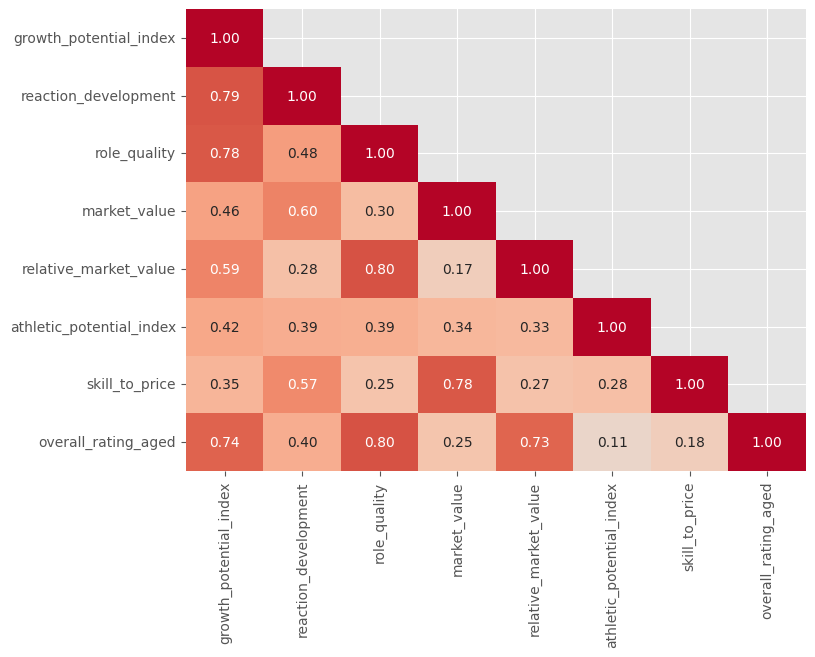 growth_potential_index 1.00
reaction_development 0.79 1.00
role_quality 0.78 0.48 1.00
market_value 0.46 0.60 0.30 1.00
relative_market_value 0.59 0.28 0.80 0.17 1.00
athletic_potential_index 0.42 0.39 0.39 0.34 0.33 1.00
skill_to_price 0.35 0.57 0.25 0.78 0.27 0.28 1.00
overall_rating_aged 0.74 0.40 0.80 0.25 0.73 0.11 0.18 1.00
growth_potential_index
reaction_development
role_quality
market_value
relative_market_value
athletic_potential_index
skill_to_price
overall_rating_aged